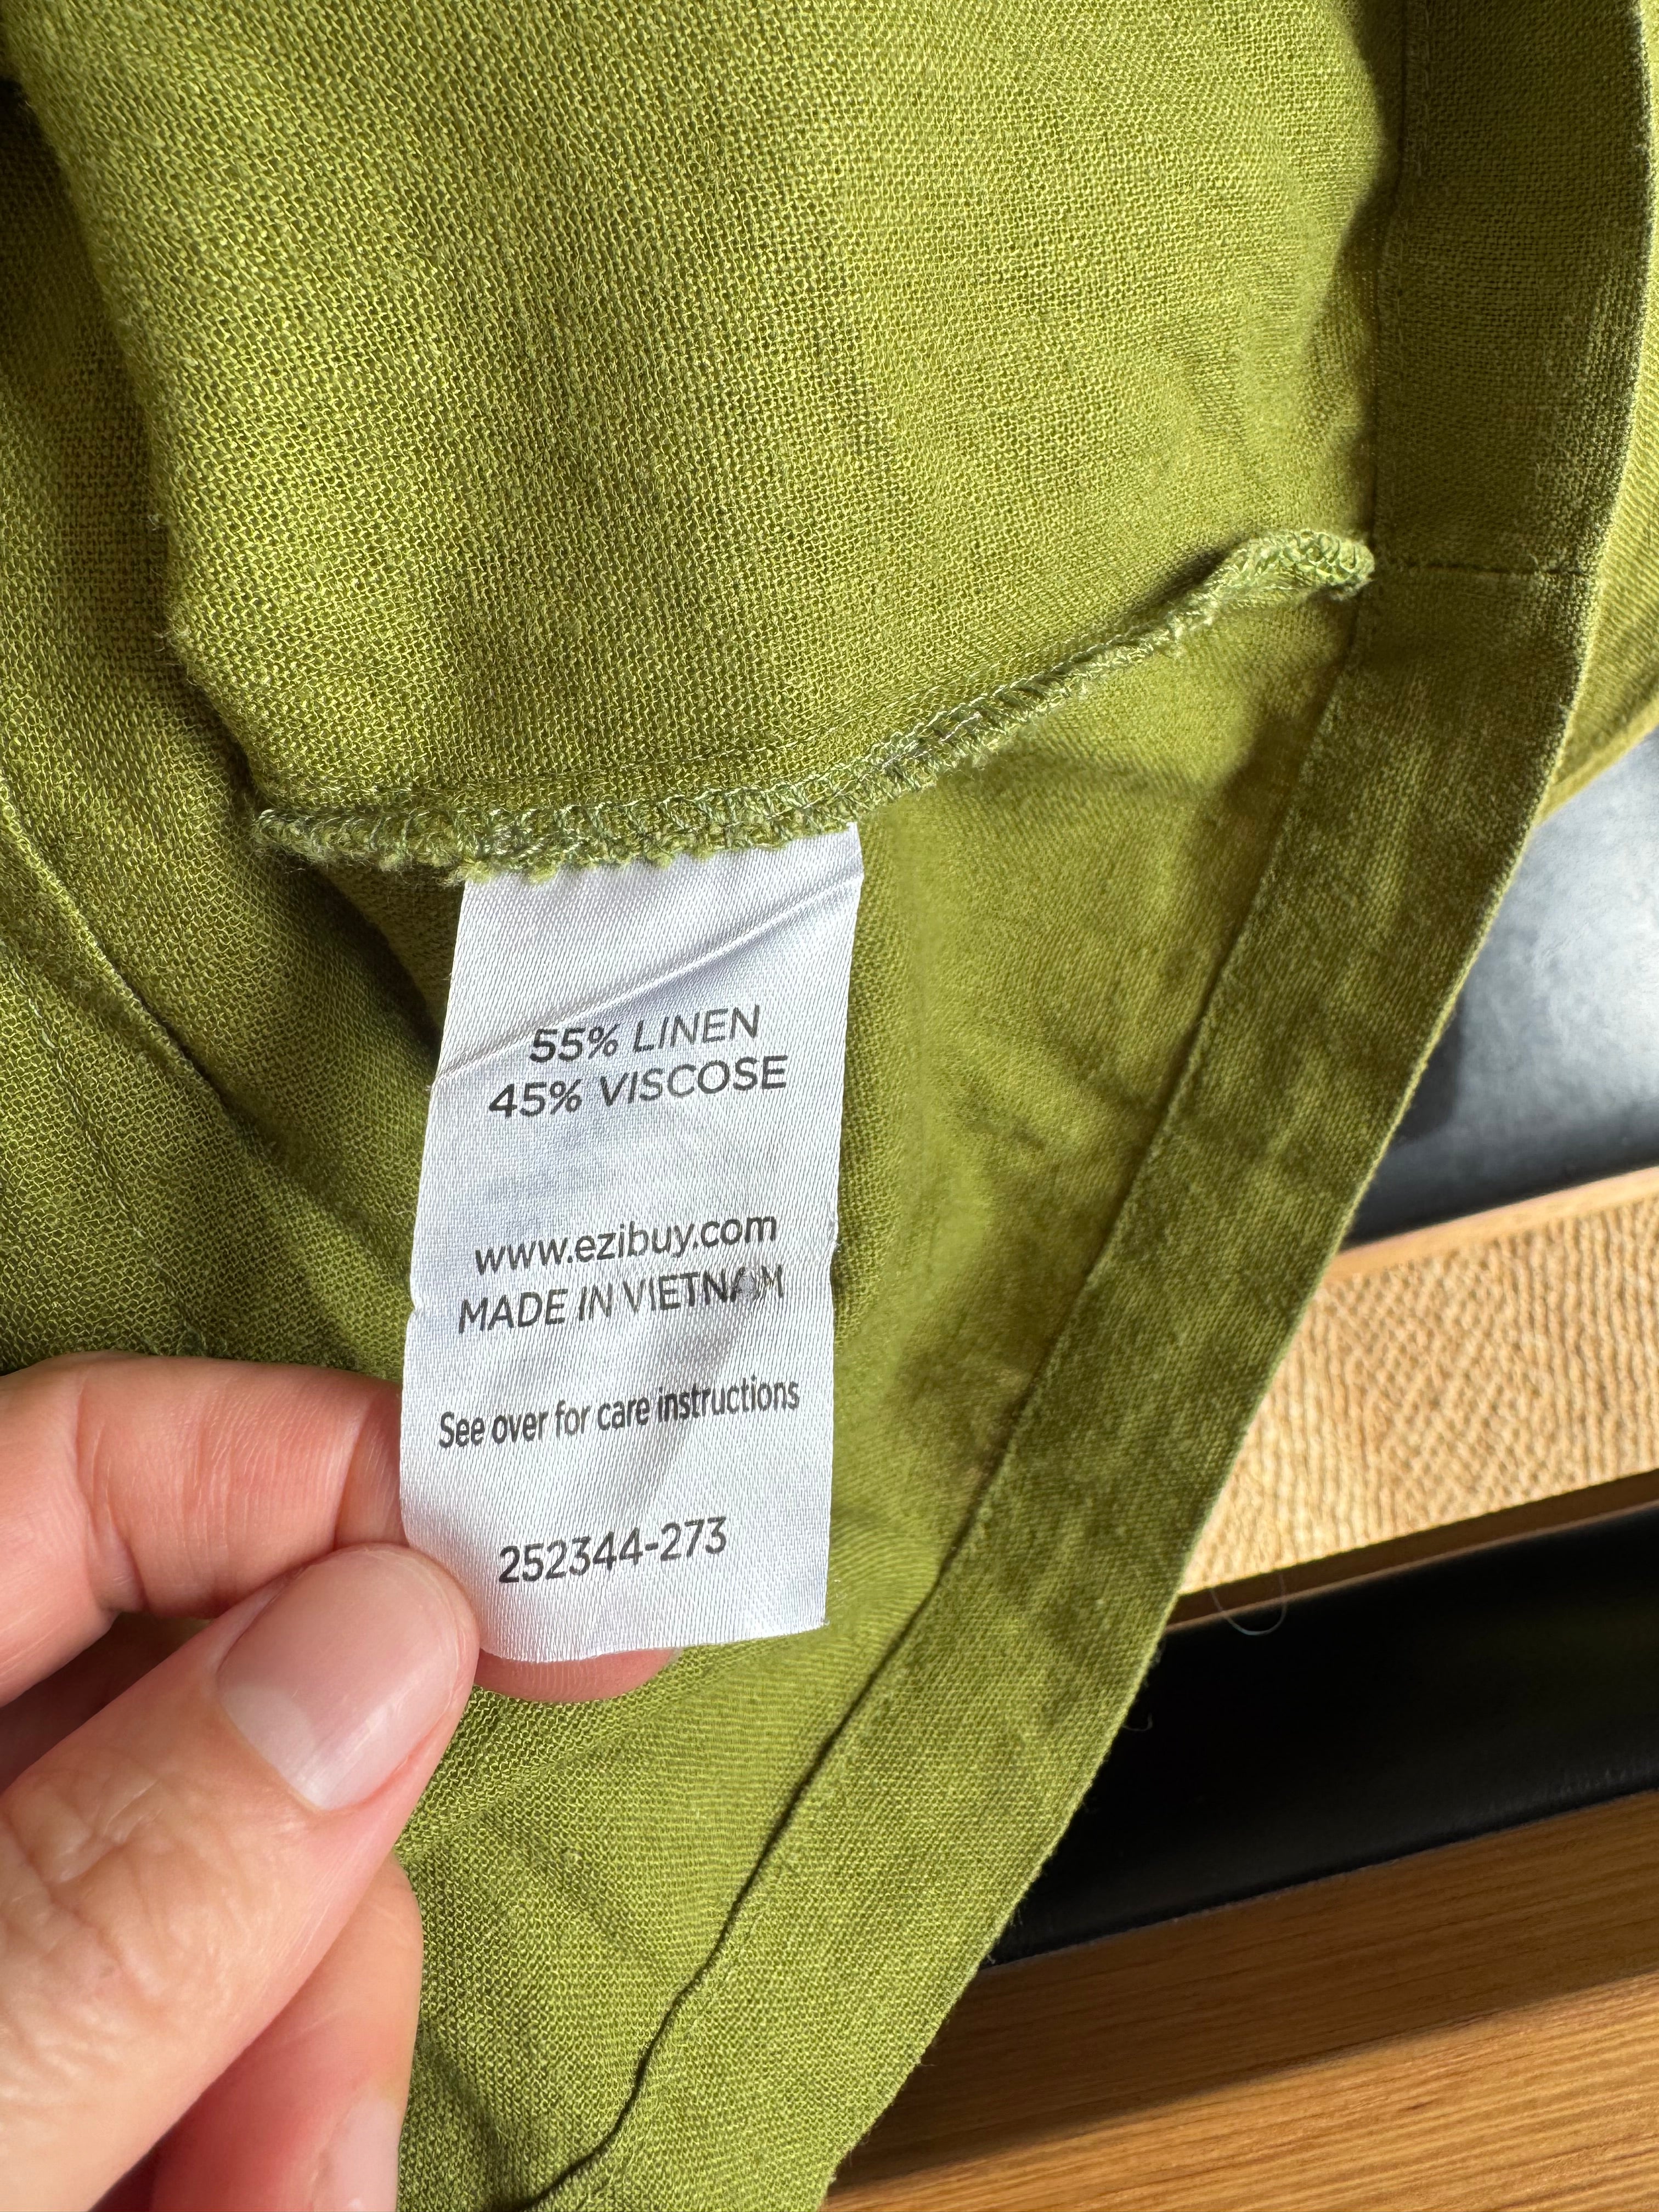 55% LINEN
45% VISCOSE
www.ezibuy.com
MADE IN VIETNAM
See over for care instructions
252344-273